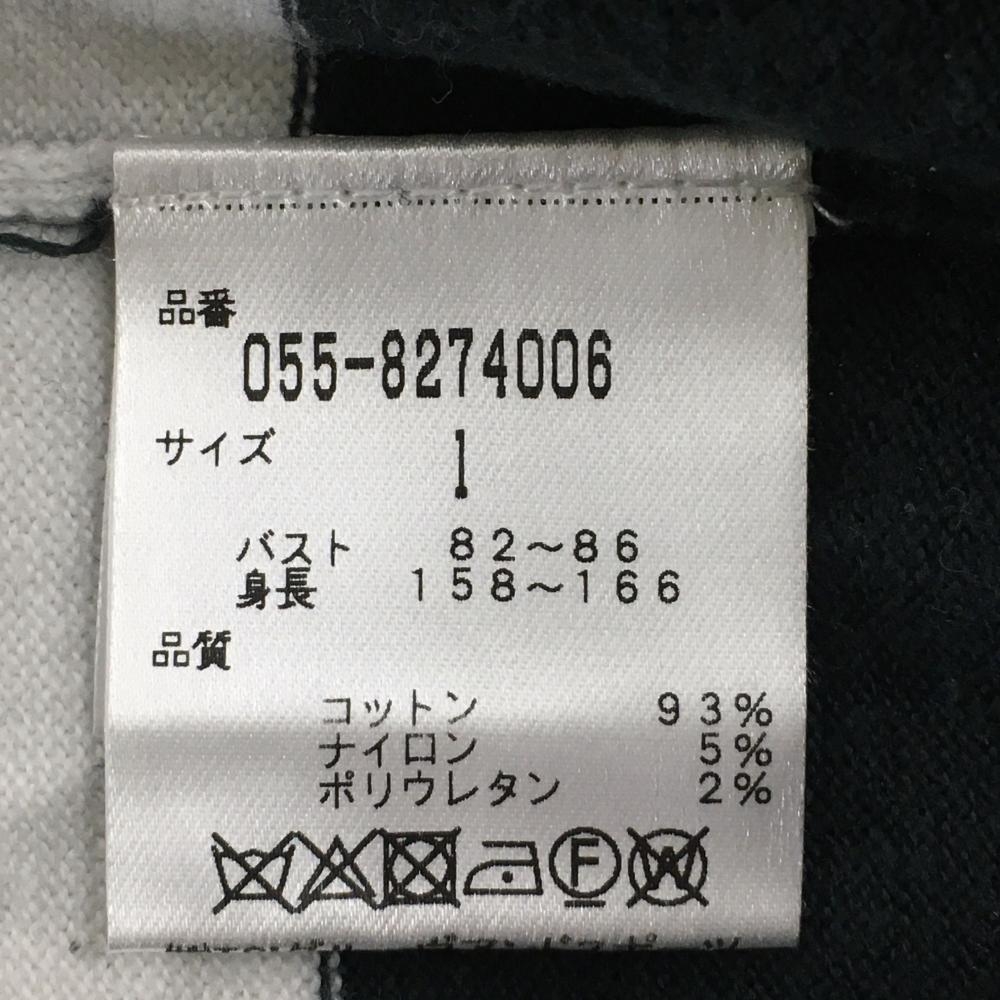 品番
055-8274006
サイズ 1
バスト 82〜86
身長 158〜166
品質
コットン 93%
ナイロン 5%
ポリウレタン 2%
F W